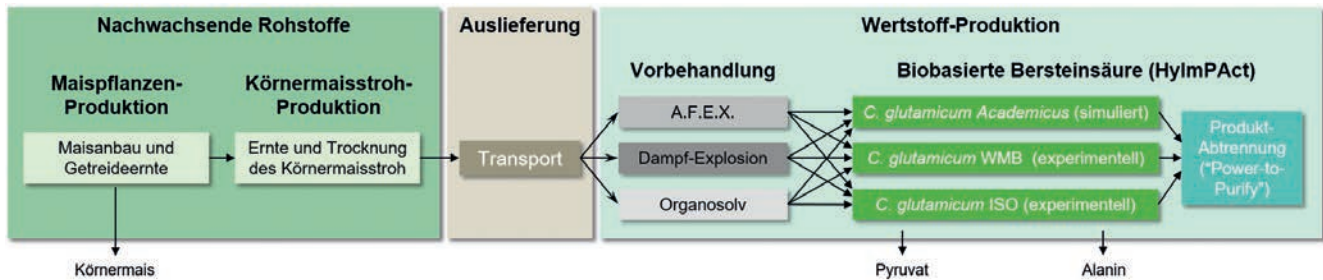 Nachwachsende Rohstoffe
Auslieferung
Wertstoff-Produktion
Maispflanzen-
Produktion
Körnermaisstroh-
Produktion
Vorbehandlung
Biobasierte Bersteinsäure (HyImPAct)
Maisanbau und
Getreideernte
Ernte und Trocknung
des Körnermaisstroh
Transport
A.F.E.X.
Dampf-Explosion
Organosolv
C. glutamicum Academicus (simuliert)
C. glutamicum WMB (experimentell)
C. glutamicum ISO (experimentell)
Produkt-
Abtrennung
("Power-to-
Purify")
Körnermais
Pyruvat
Alanin